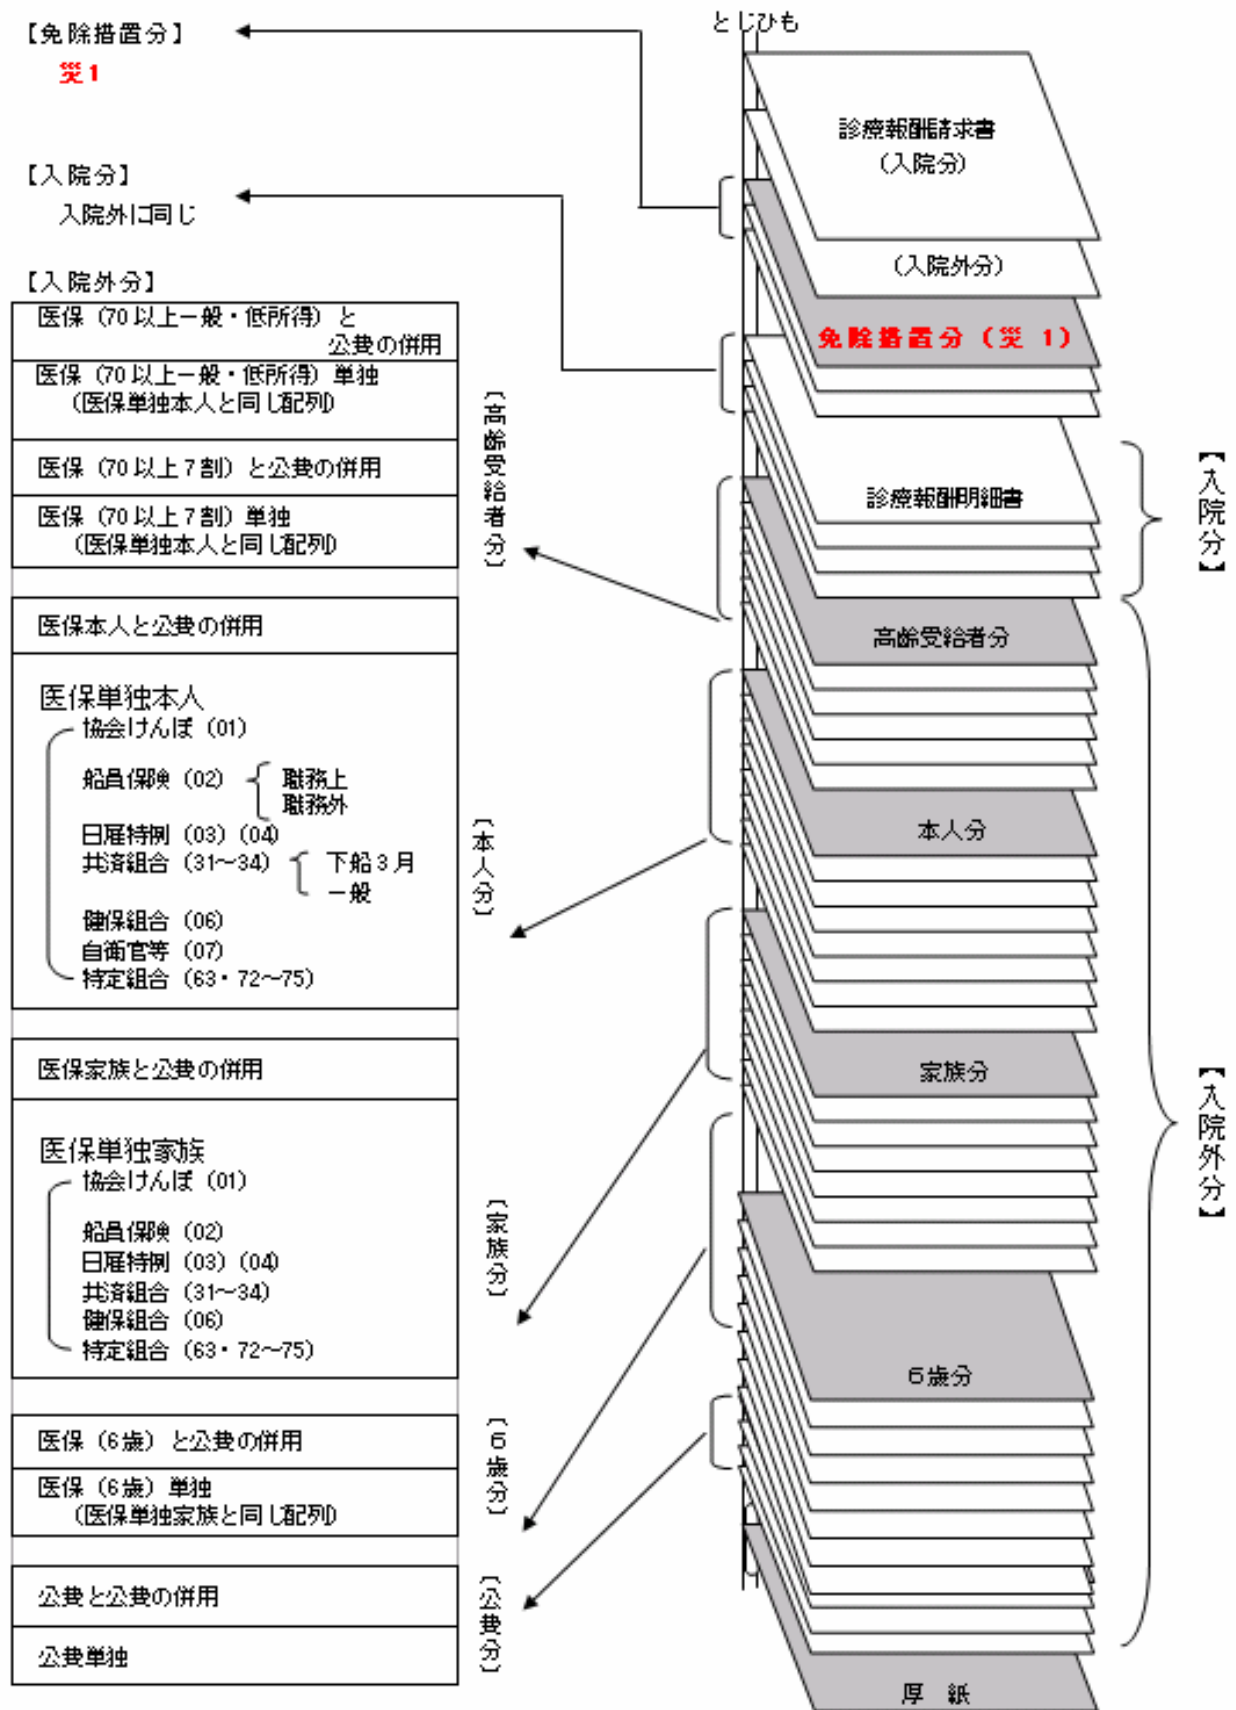 【免除措置分】
災1
【入院分】
入院外に同じ
【入院外分】
医保（70以上一般・低所得）と
公費の併用
医保（70以上一般・低所得）単独
（医保単独本人と同じ配列）
医保（70以上7割）と公費の併用
医保（70以上7割）単独
（医保単独本人と同じ配列）
〔高齢受給者分〕
医保本人と公費の併用
医保単独本人
協会けんぽ（01）
船員保険（02）
職務上
職務外
日雇特例（03）（04）
共済組合（31～34）
下船3月
一般
健保組合（06）
自衛官等（07）
特定組合（63・72～75）
〔本人分〕
医保家族と公費の併用
医保単独家族
協会けんぽ（01）
船員保険（02）
日雇特例（03）（04）
共済組合（31～34）
健保組合（06）
特定組合（63・72～75）
〔家族分〕
医保（6歳）と公費の併用
医保（6歳）単独
（医保単独家族と同じ配列）
〔6歳分〕
公費と公費の併用
公費単独
〔公費分〕
とじひも
診療報酬請求書
（入院分）
（入院外分）
免除措置分（災 1）
診療報酬明細書
【入院分】
高齢受給者分
本人分
家族分
6歳分
【入院外分】
厚 紙